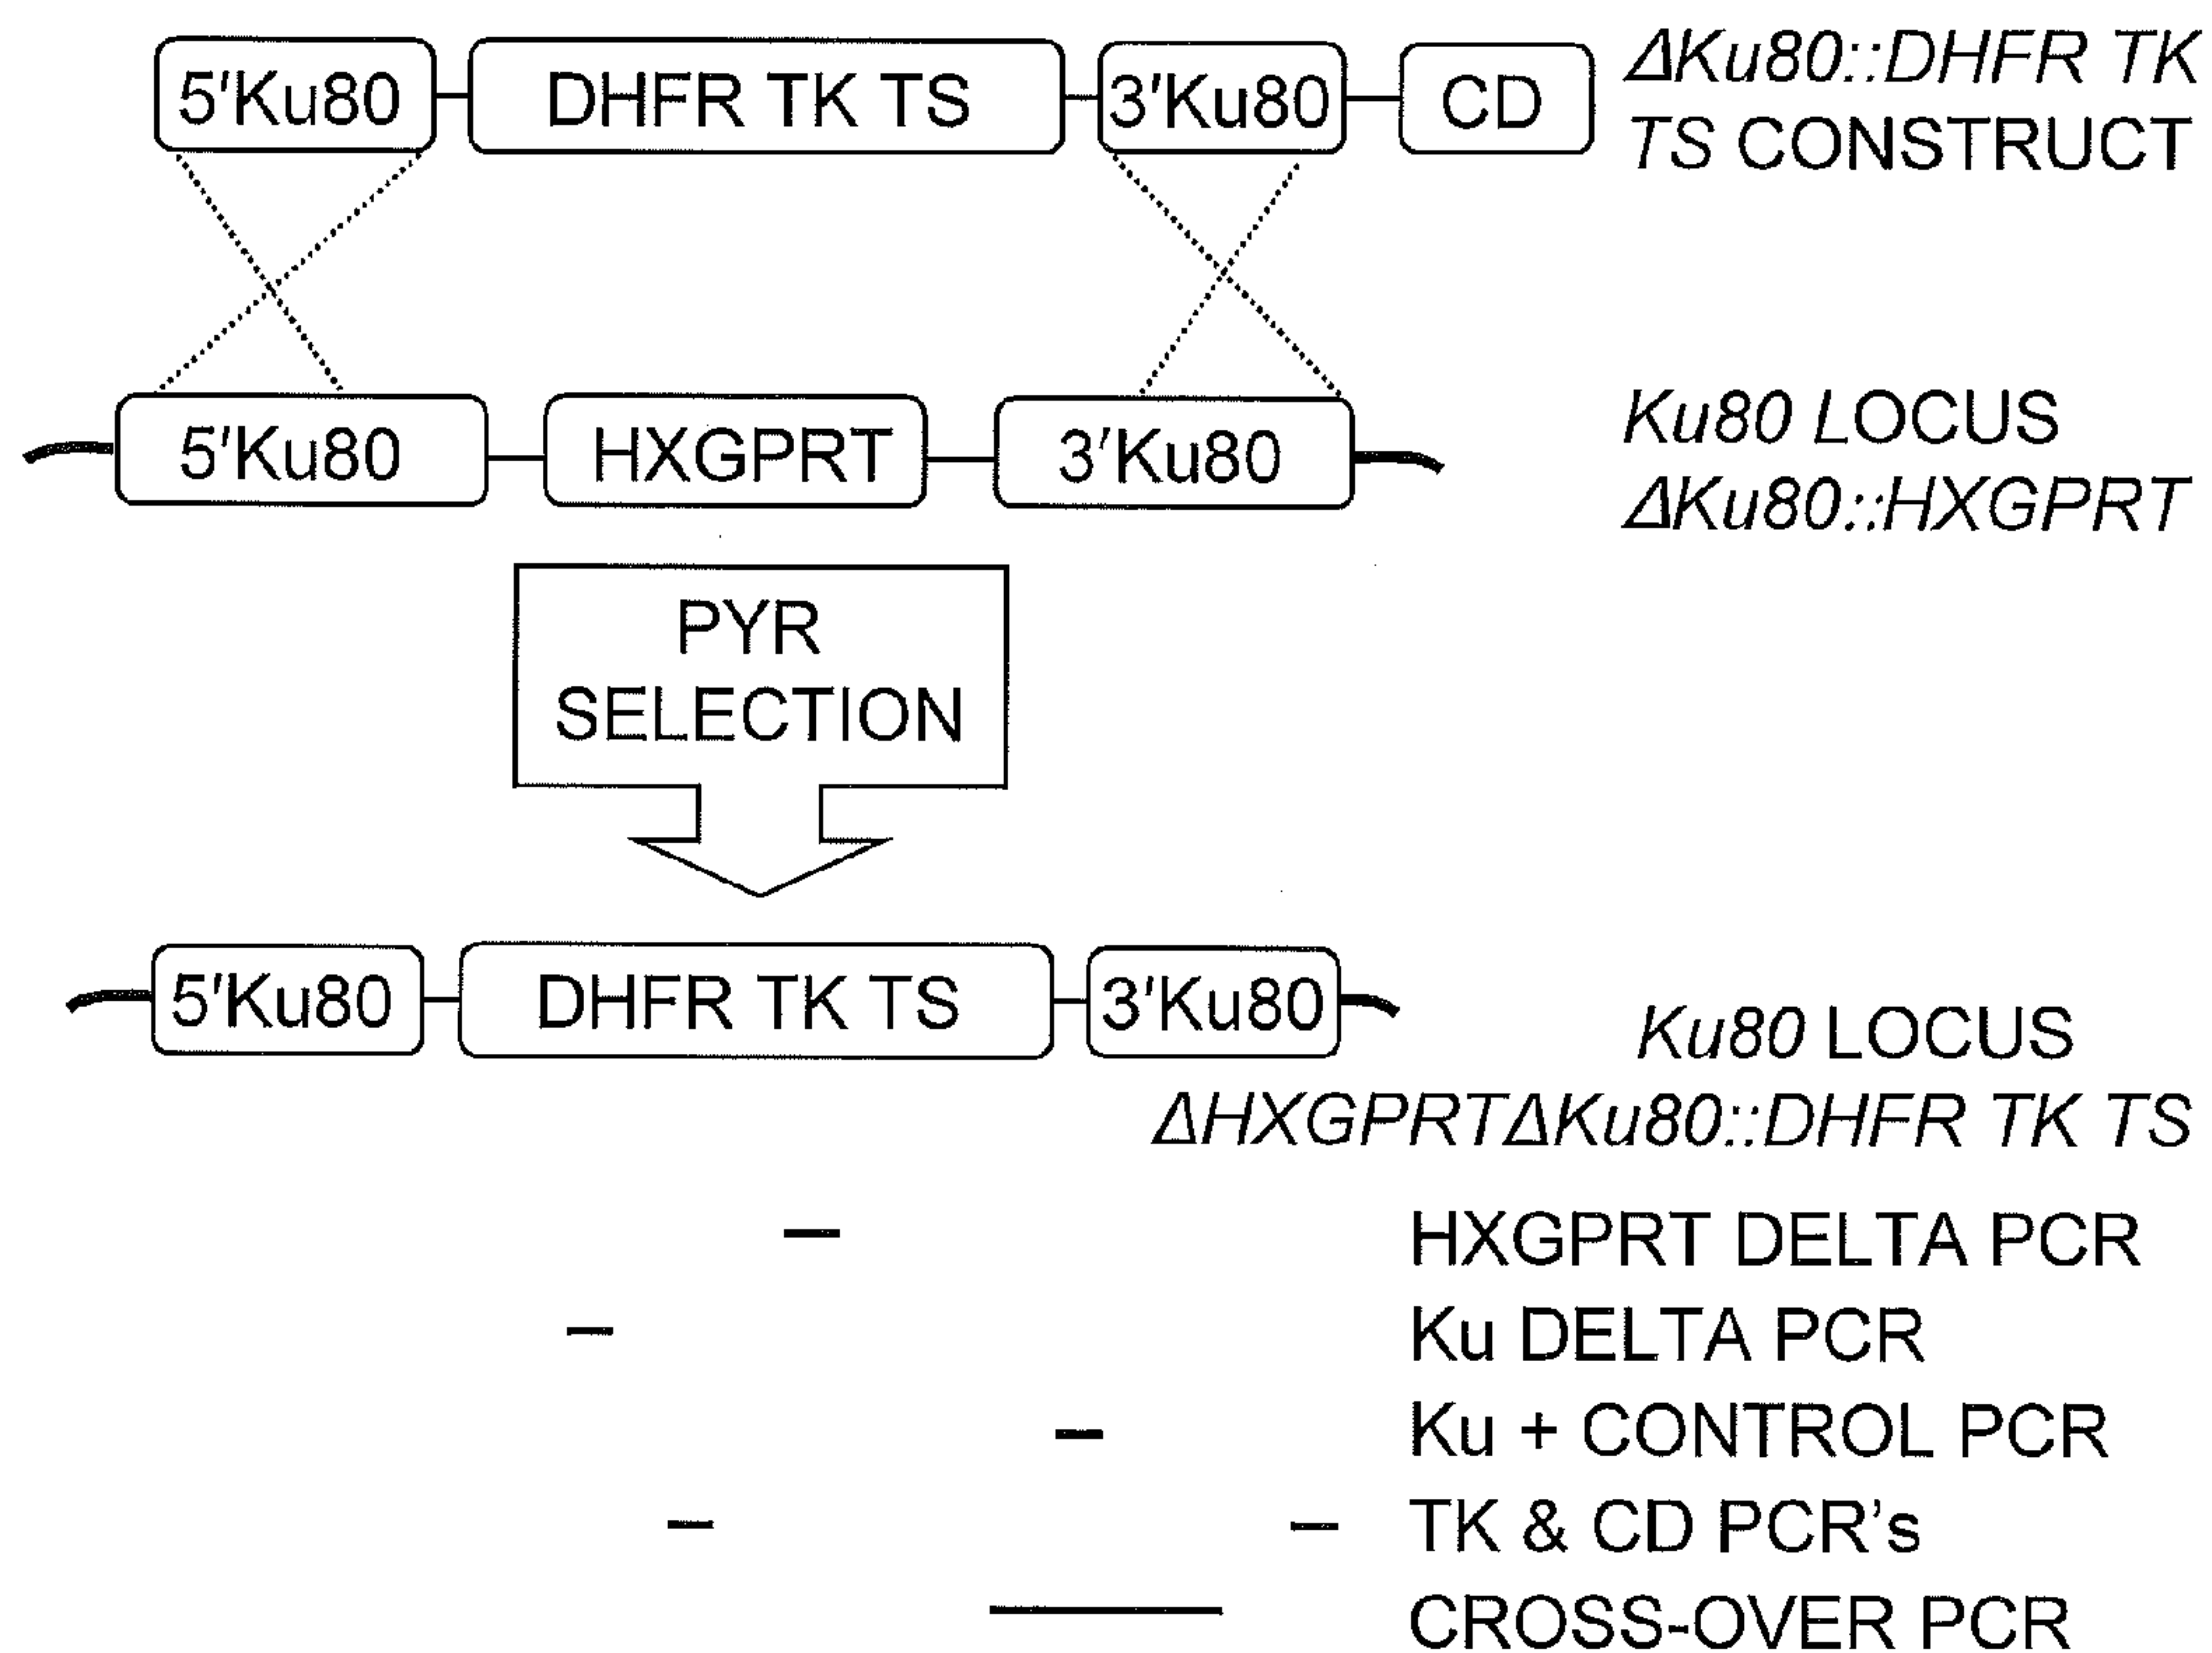 5'Ku80 DHFR TK TS 3'Ku80 CD
ΔKu80::DHFR TK
TS CONSTRUCT
5'Ku80 HXGPRT 3'Ku80
Ku80 LOCUS
ΔKu80::HXGPRT
PYR
SELECTION
5'Ku80 DHFR TK TS 3'Ku80
Ku80 LOCUS
ΔHXGPRTΔKu80::DHFR TK TS
HXGPRT DELTA PCR
Ku DELTA PCR
Ku + CONTROL PCR
TK & CD PCR's
CROSS-OVER PCR